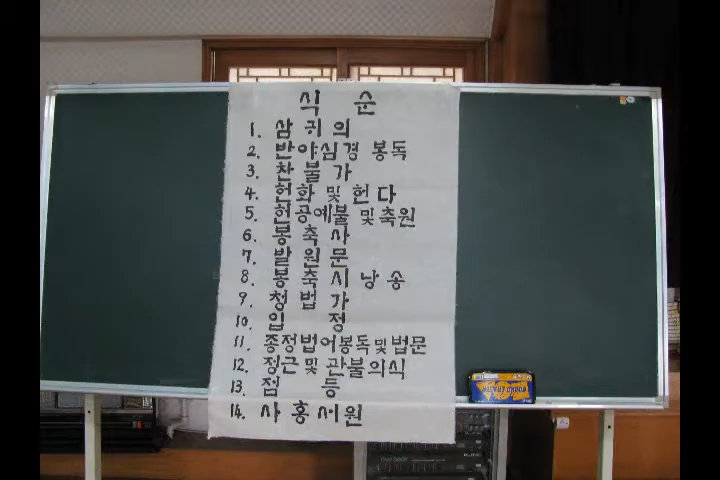 식 순
1. 삼귀의
2. 반야심경 봉독
3. 찬불가
4. 헌화 및 헌다
5. 헌공예불 및 축원
6. 봉축사
7. 발원문
8. 봉축시 낭송
9. 청법가
10. 입 정
11. 종정법어봉독및법문
12. 정근 및 관불의식
13. 점 등
14. 사홍서원